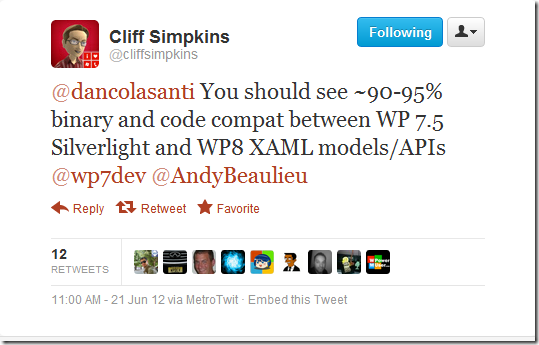 Cliff Simpkins
@cliffsimpkins
Following
@dancolasanti You should see ~90-95%
binary and code compat between WP 7.5
Silverlight and WP8 XAML models/APIs
@wp7dev @AndyBeaulieu
Reply Retweet Favorite
12
RETWEETS
11:00 AM - 21 Jun 12 via MetroTwit · Embed this Tweet